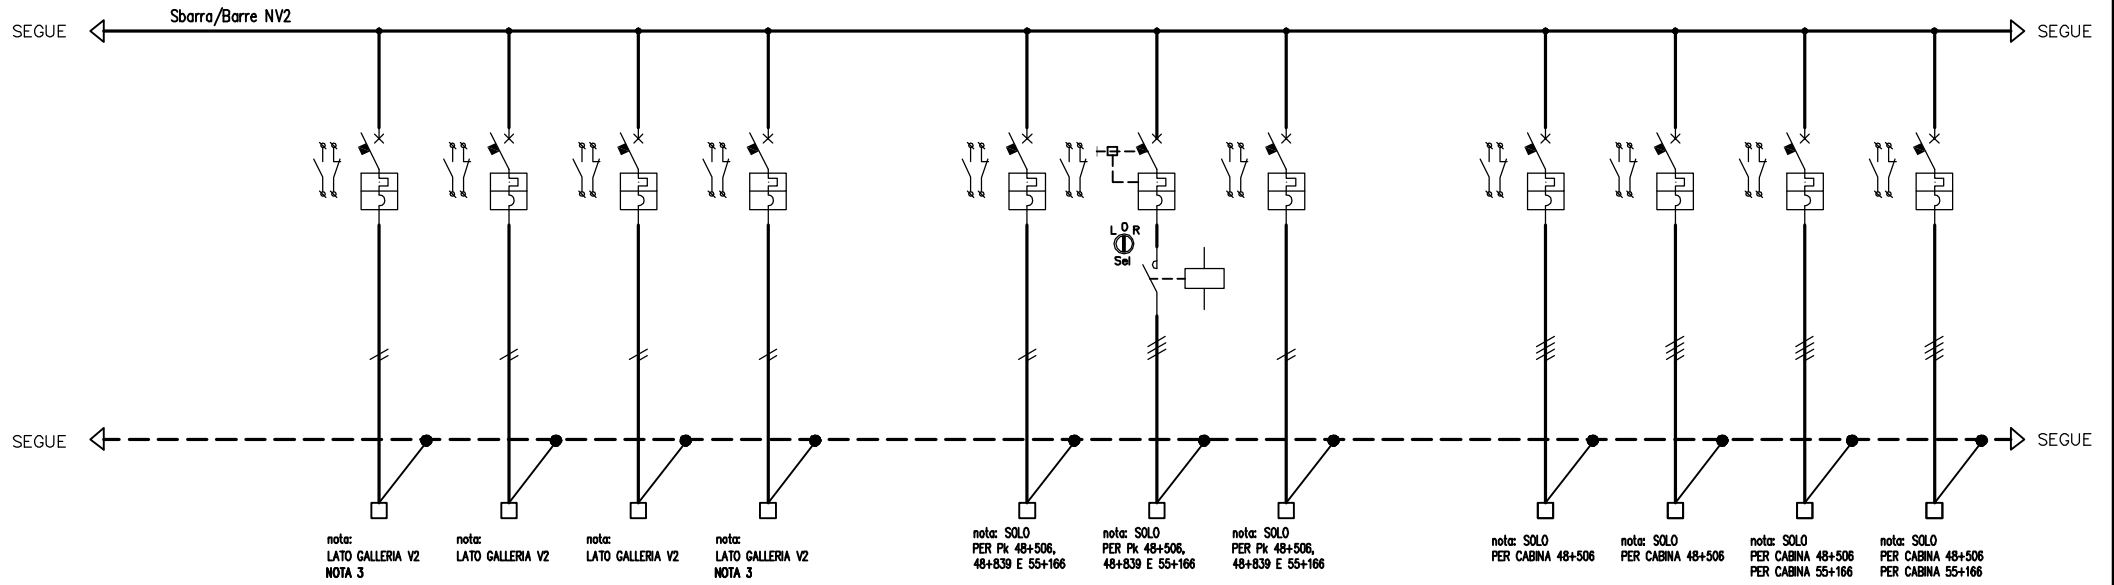 Sbarra/Barre NV2
SEGUE
SEGUE
L O R
Sel
SEGUE
SEGUE
nota:
LATO GALLERIA V2
NOTA 3
nota:
LATO GALLERIA V2
nota:
LATO GALLERIA V2
nota:
LATO GALLERIA V2
NOTA 3
nota: SOLO
PER Pk 48+506,
48+839 E 55+166
nota: SOLO
PER Pk 48+506,
48+839 E 55+166
nota: SOLO
PER Pk 48+506,
48+839 E 55+166
nota: SOLO
PER CABINA 48+506
nota: SOLO
PER CABINA 48+506
nota: SOLO
PER CABINA 48+506
PER CABINA 55+166
nota: SOLO
PER CABINA 48+506
PER CABINA 55+166